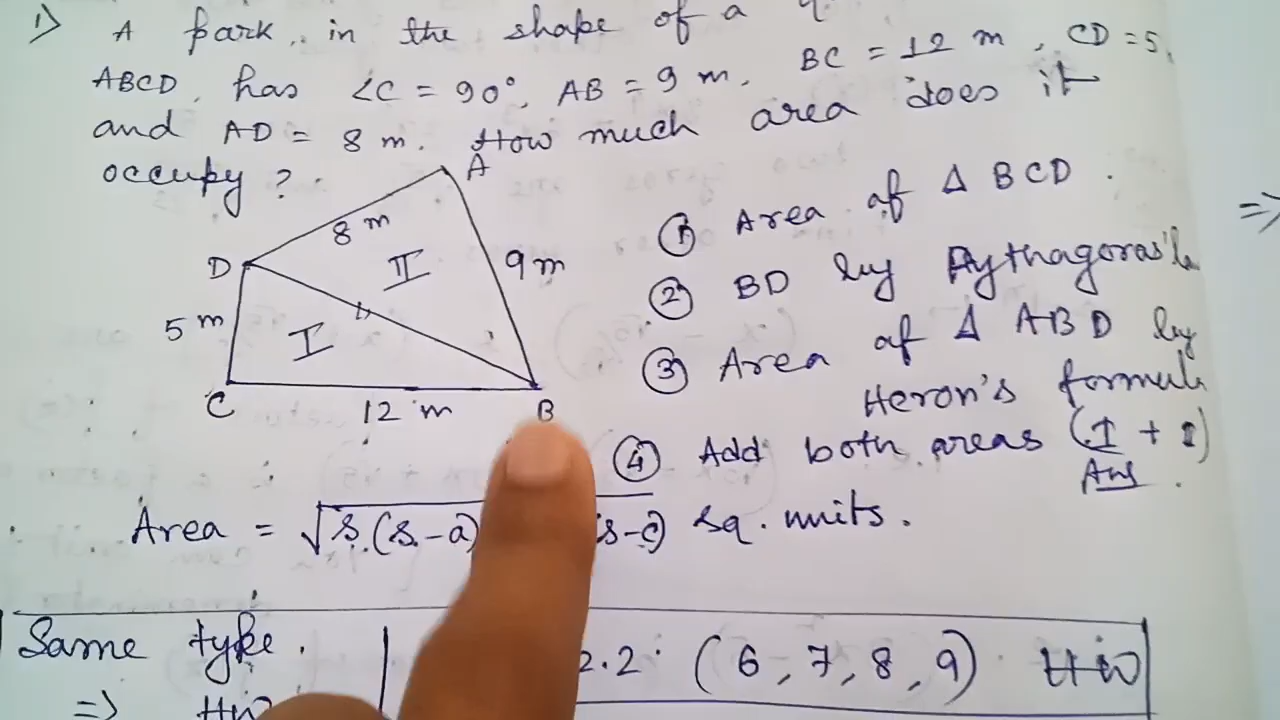 1) A park, in the shape of a
ABCD, has ∠C = 90°, AB = 9 m, BC = 12 m, CD = 5
and AD = 8 m. How much area does it
occupy?
A
8 m
D
II
9 m
5 m
I
C
12 m
B
① Area of Δ BCD.
② BD by Pythagoras
③ Area of Δ ABD by
Heron's formul
④ Add both areas (I +
Ans.
⇒
Area = √s(s-a) s-c) sq. units.
Same type.
⇒ HW
2.2 (6, 7, 8, 9) HW